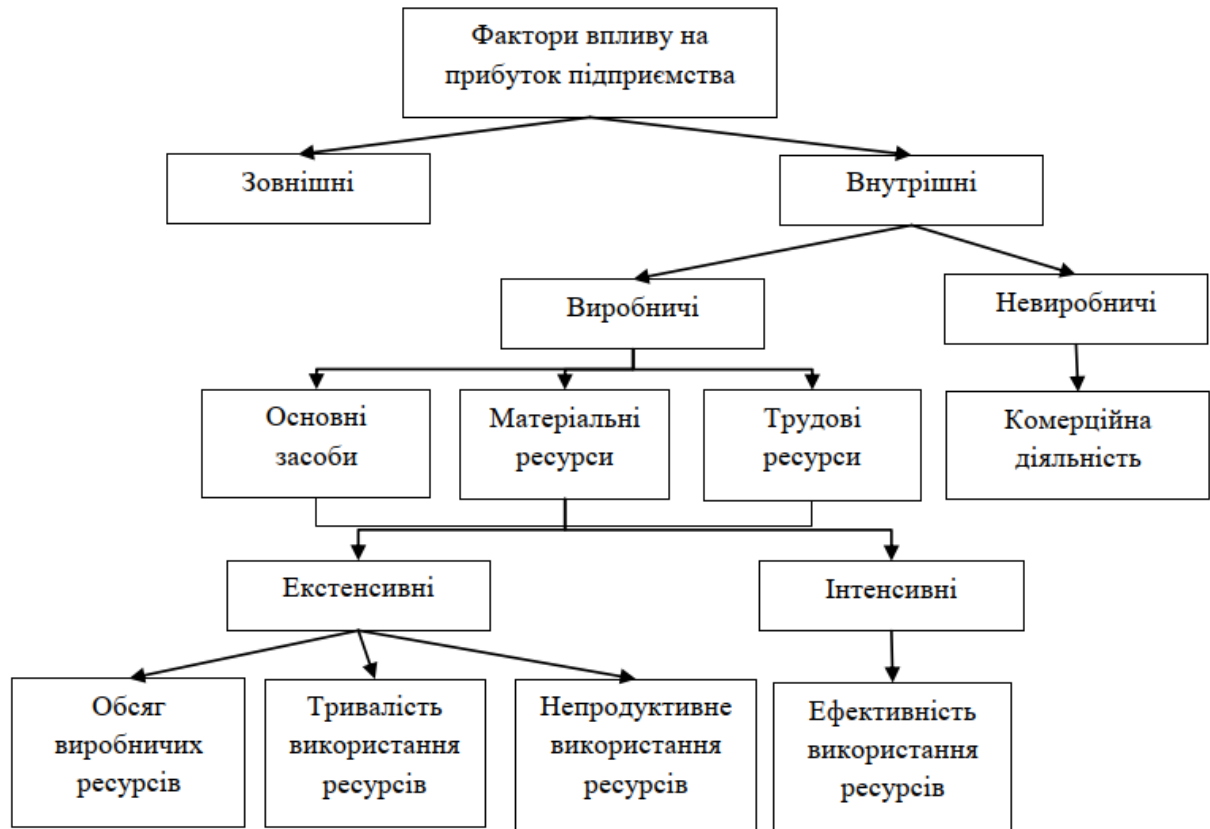 Фактори впливу на
прибуток підприємства
Зовнішні
Внутрішні
Виробничі
Невиробничі
Основні
засоби
Матеріальні
ресурси
Трудові
ресурси
Комерційна
діяльність
Екстенсивні
Інтенсивні
Обсяг
виробничих
ресурсів
Тривалість
використання
ресурсів
Непродуктивне
використання
ресурсів
Ефективність
використання
ресурсів